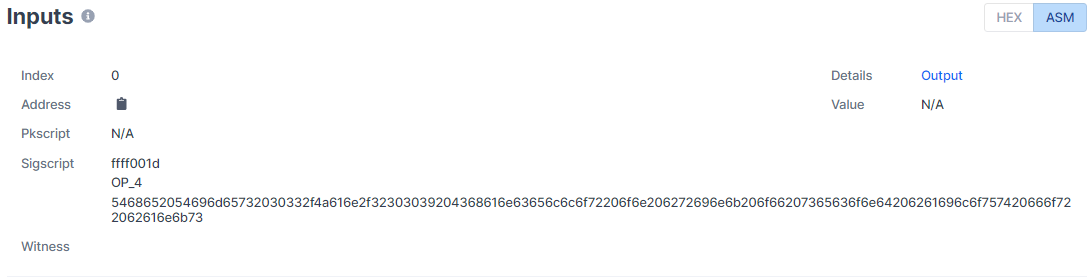 Inputs
HEX ASM
Index 0 Details Output
Address Value N/A
Pkscript N/A
Sigscript ffff001d
OP_4
5468652054696d65732030332f4a616e2f32303039204368616e63656c6c6f72206f6e206272696e6b206f66207365636f6e64206261696c6f757420666f72
2062616e6b73
Witness